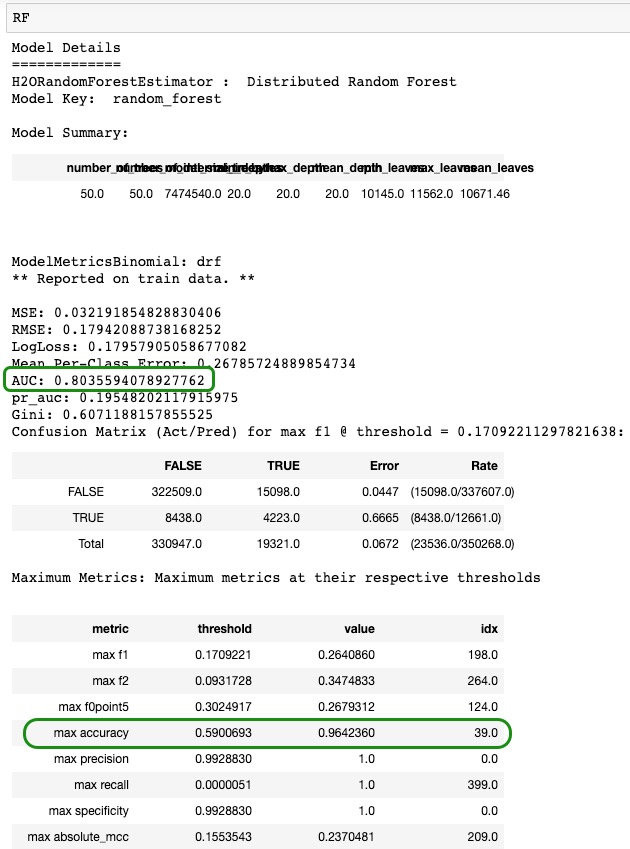 RF
Model Details
=============
H2ORandomForestEstimator :  Distributed Random Forest
Model Key:  random_forest
Model Summary:
50.0 50.0 7474540.0 20.0 20.0 20.0 10145.0 11562.0 10671.46
ModelMetricsBinomial: drf
** Reported on train data. **
MSE: 0.032191854828830406
RMSE: 0.17942088738168252
LogLoss: 0.17957905058677082
Mean Per-Class Error: 0.26785724889854734
AUC: 0.8035594078927762
pr_auc: 0.19548202117915975
Gini: 0.6071188157855525
Confusion Matrix (Act/Pred) for max f1 @ threshold = 0.17092211297821638:
FALSE TRUE Error Rate
FALSE 322509.0 15098.0 0.0447 (15098.0/337607.0)
TRUE 8438.0 4223.0 0.6665 (8438.0/12661.0)
Total 330947.0 19321.0 0.0672 (23536.0/350268.0)
Maximum Metrics: Maximum metrics at their respective thresholds
metric threshold value idx
max f1 0.1709221 0.2640860 198.0
max f2 0.0931728 0.3474833 264.0
max f0point5 0.3024917 0.2679312 124.0
max accuracy 0.5900693 0.9642360 39.0
max precision 0.9928830 1.0 0.0
max recall 0.0000051 1.0 399.0
max specificity 0.9928830 1.0 0.0
max absolute_mcc 0.1553543 0.2370481 209.0